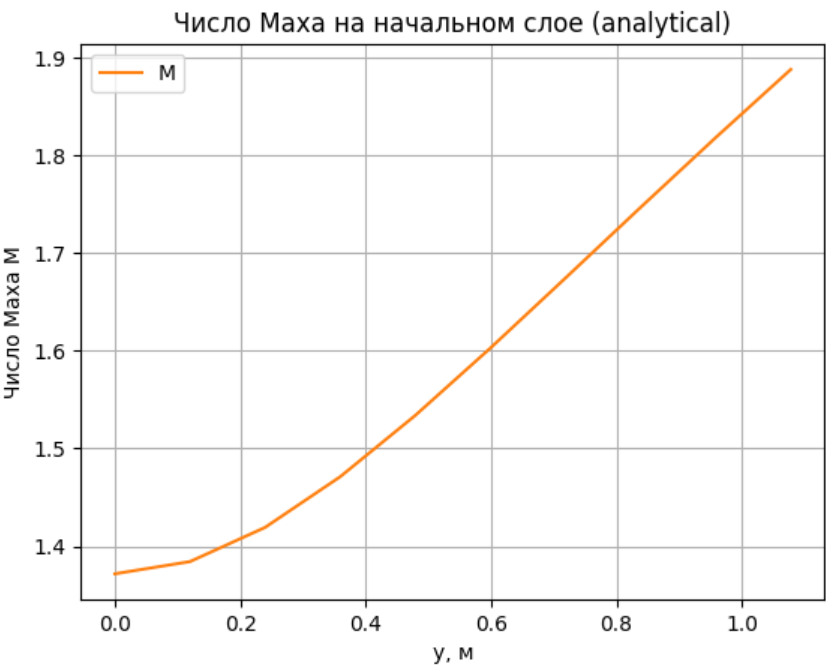 Число Маха на начальном слое (analytical)
M
Число Маха M
1.9
1.8
1.7
1.6
1.5
1.4
0.0 0.2 0.4 0.6 0.8 1.0
y, м